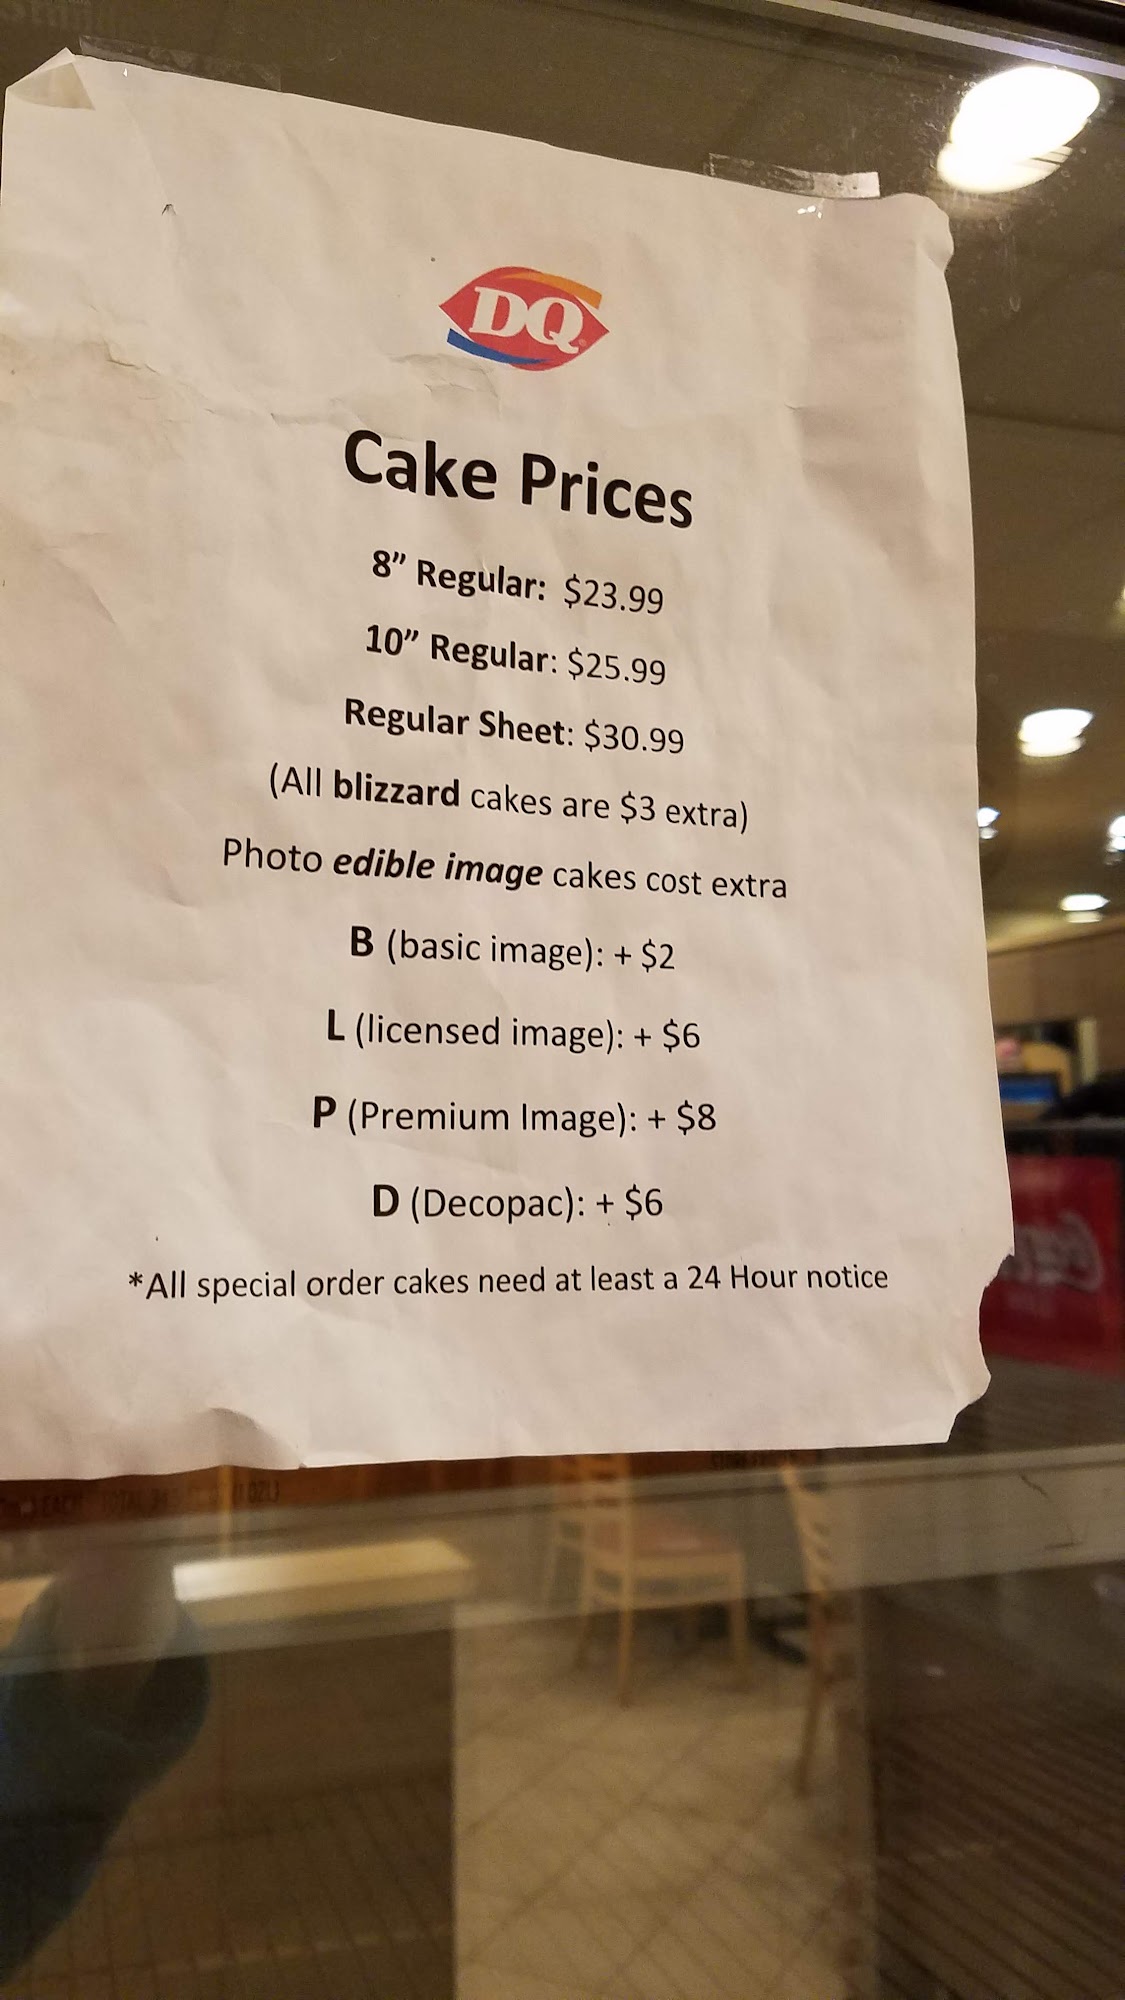 DQ
Cake Prices
8” Regular: $23.99
10” Regular: $25.99
Regular Sheet: $30.99
(All blizzard cakes are $3 extra)
Photo edible image cakes cost extra
B (basic image): + $2
L (licensed image): + $6
P (Premium Image): + $8
D (Decopac): + $6
*All special order cakes need at least a 24 Hour notice